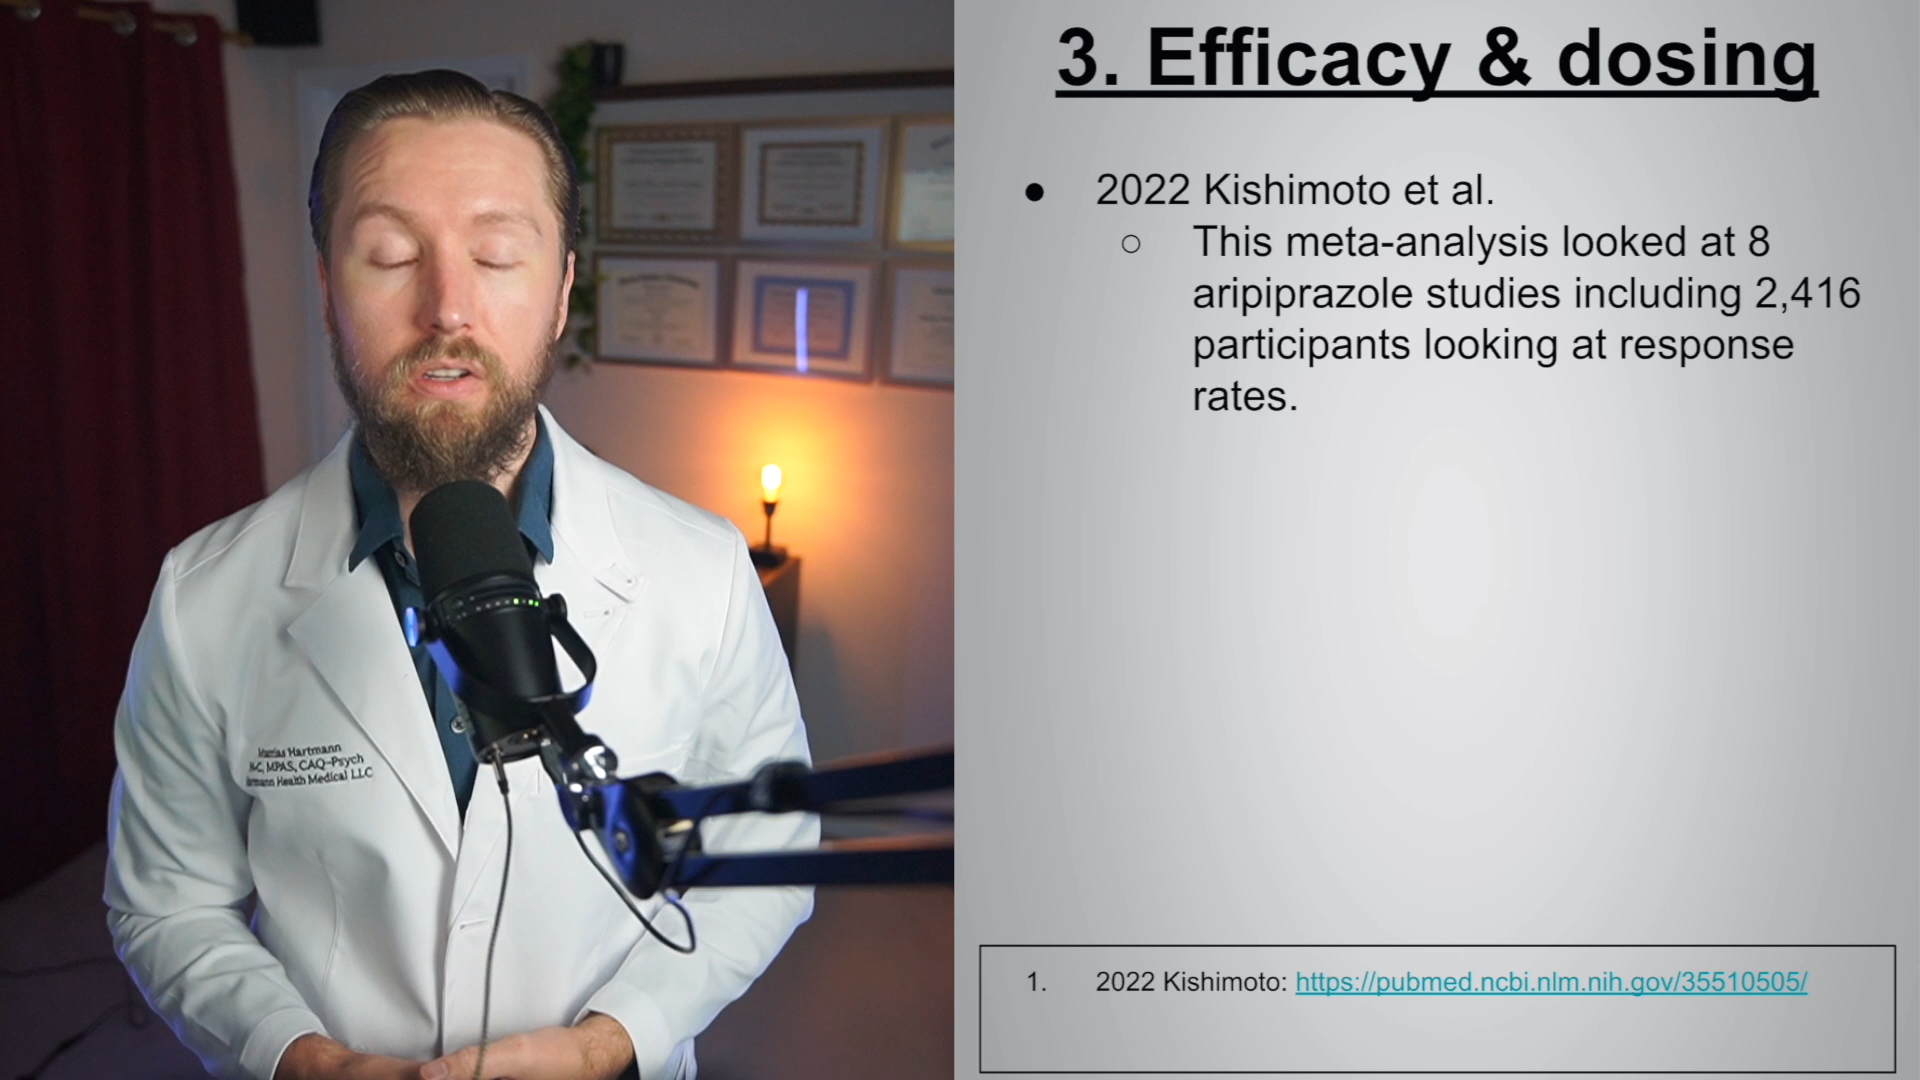 3. Efficacy & dosing
● 2022 Kishimoto et al.
○ This meta-analysis looked at 8
aripiprazole studies including 2,416
participants looking at response
rates.
Hartmann
MPAS, CAQ-Psych
Health Medical LLC
1. 2022 Kishimoto: https://pubmed.ncbi.nlm.nih.gov/35510505/